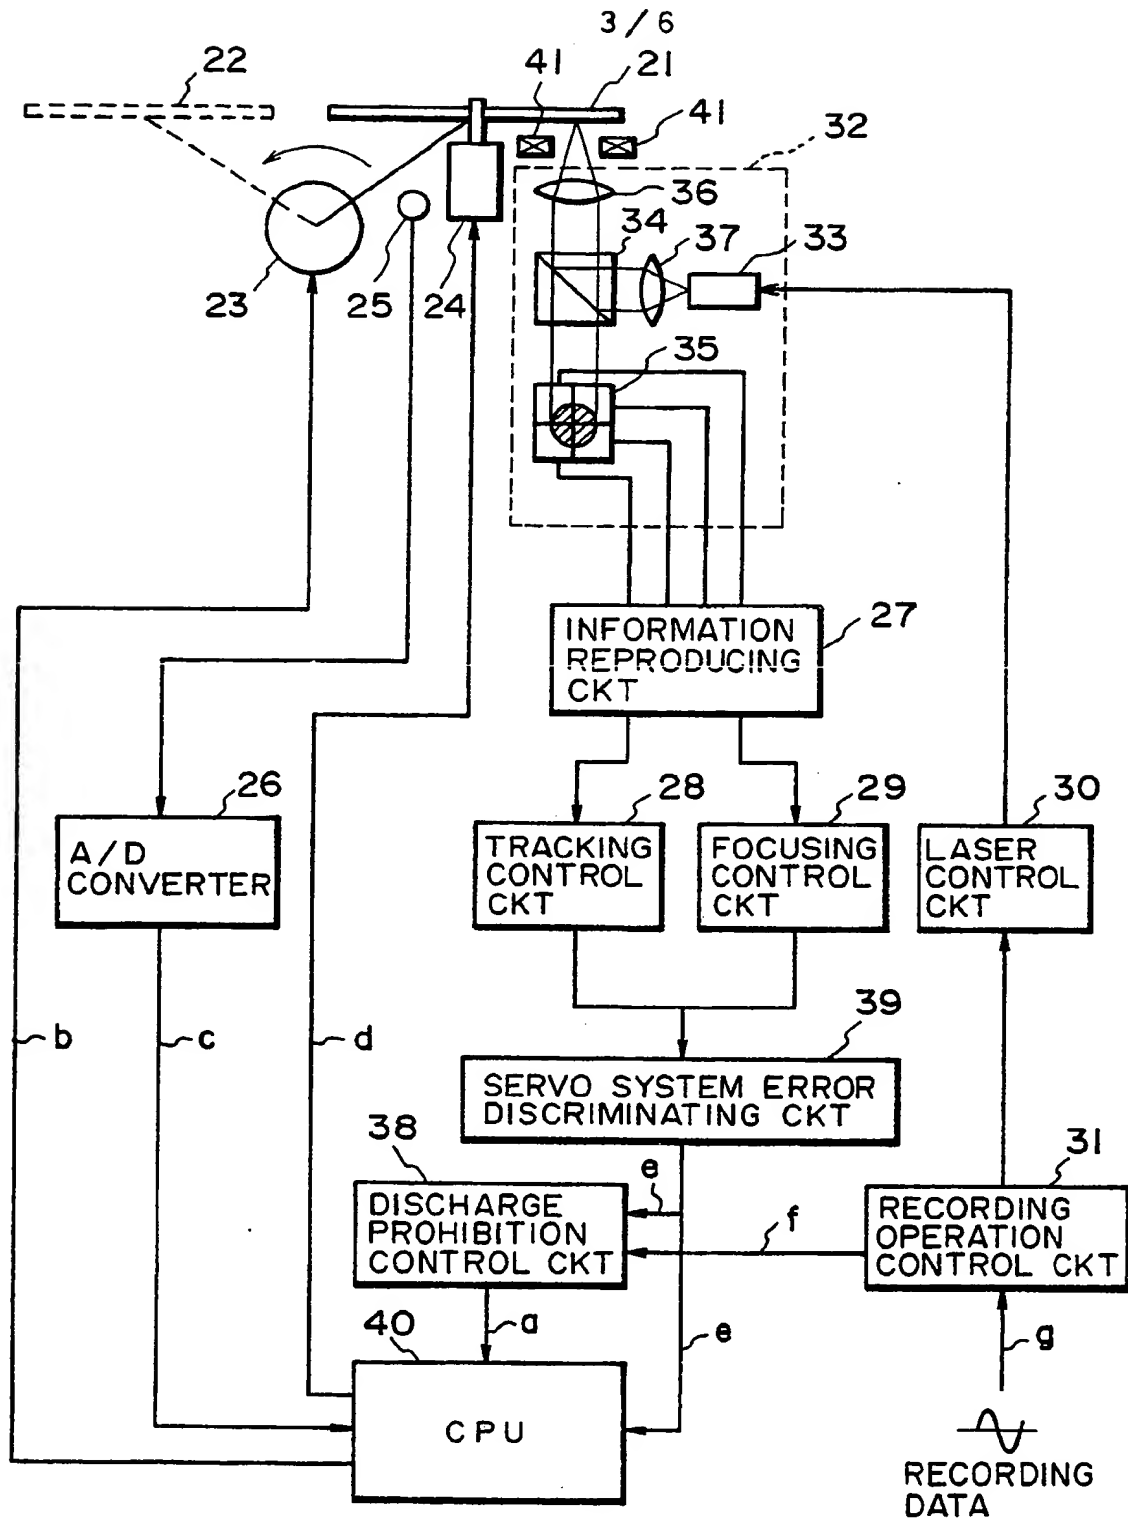 3 / 6
22
41
21
41
32
36
34
37
33
23
25
24
35
INFORMATION
REPRODUCING
CKT
27
26
A/D
CONVERTER
28
TRACKING
CONTROL
CKT
29
FOCUSING
CONTROL
CKT
30
LASER
CONTROL
CKT
b
c
d
39
SERVO SYSTEM ERROR
DISCRIMINATING CKT
38
DISCHARGE
PROHIBITION
CONTROL CKT
e
f
31
RECORDING
OPERATION
CONTROL CKT
a
40
CPU
e
g
RECORDING
DATA